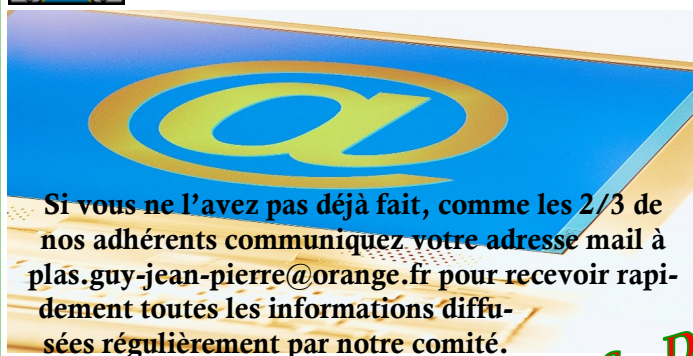 @
Si vous ne l’avez pas déjà fait, comme les 2/3 de
nos adhérents communiquez votre adresse mail à
plas.guy-jean-pierre@orange.fr pour recevoir rapi-
dement toutes les informations diffu-
sées régulièrement par notre comité.